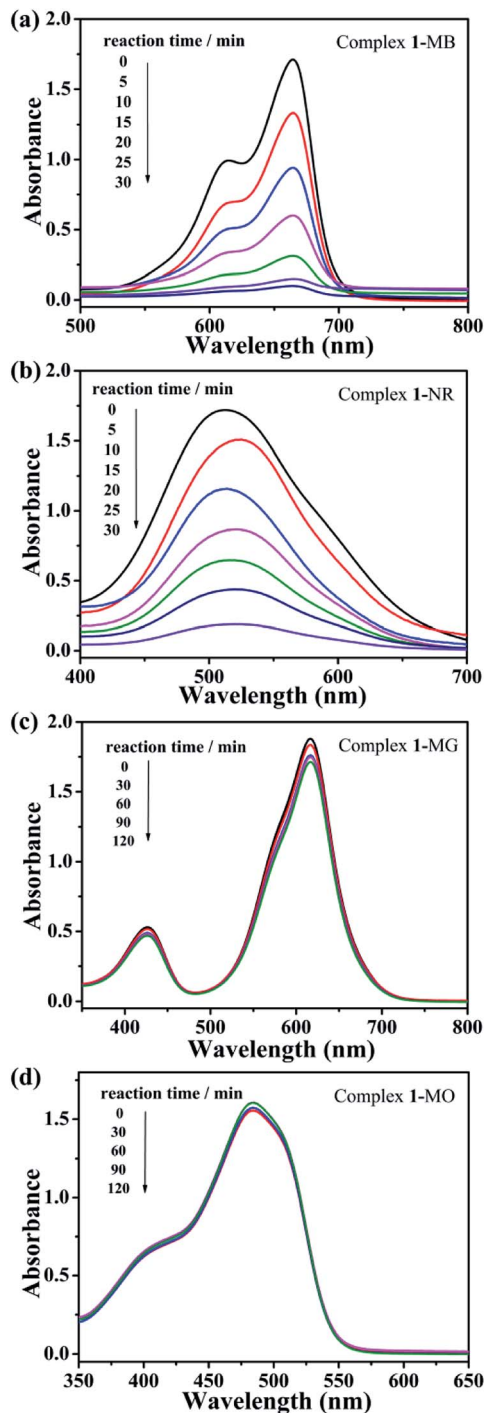 (a)
2.0
1.5
1.0
0.5
0.0
Absorbance
reaction time / min
0
5
10
15
20
25
30
Complex 1-MB
500 600 700 800
Wavelength (nm)
(b)
2.0
1.5
1.0
0.5
0.0
Absorbance
reaction time / min
0
5
10
15
20
25
30
Complex 1-NR
400 500 600 700
Wavelength (nm)
(c)
2.0
1.5
1.0
0.5
0.0
Absorbance
reaction time / min
0
30
60
90
120
Complex 1-MG
400 500 600 700 800
Wavelength (nm)
(d)
1.5
1.0
0.5
0.0
Absorbance
reaction time / min
0
30
60
90
120
Complex 1-MO
350 400 450 500 550 600 650
Wavelength (nm)